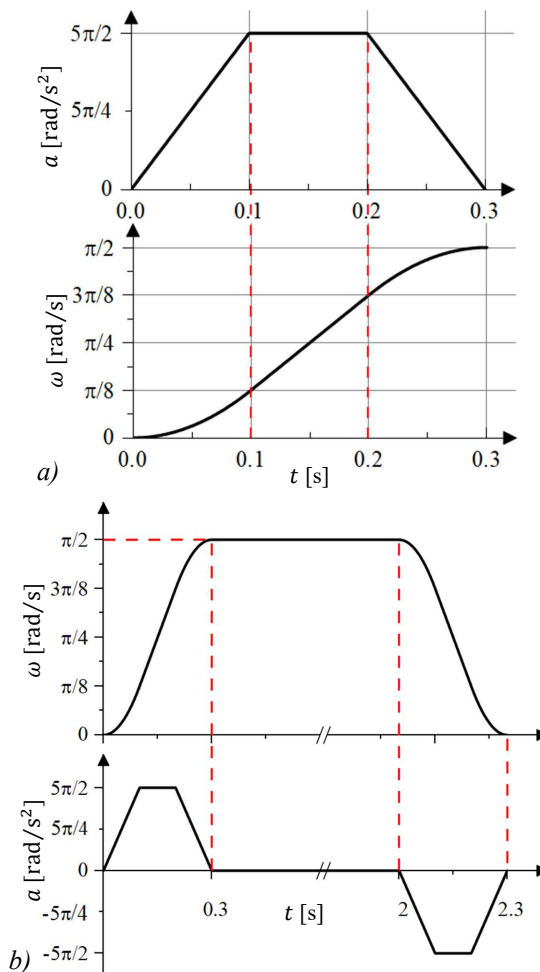 a [rad/s²]
5π/2
5π/4
0
0.0 0.1 0.2 0.3
ω [rad/s]
π/2
3π/8
π/4
π/8
0
0.0 0.1 0.2 0.3
a) t [s]
ω [rad/s]
π/2
3π/8
π/4
π/8
0
a [rad/s²]
5π/2
5π/4
0
-5π/4
-5π/2
0.3 t [s] 2 2.3
b)